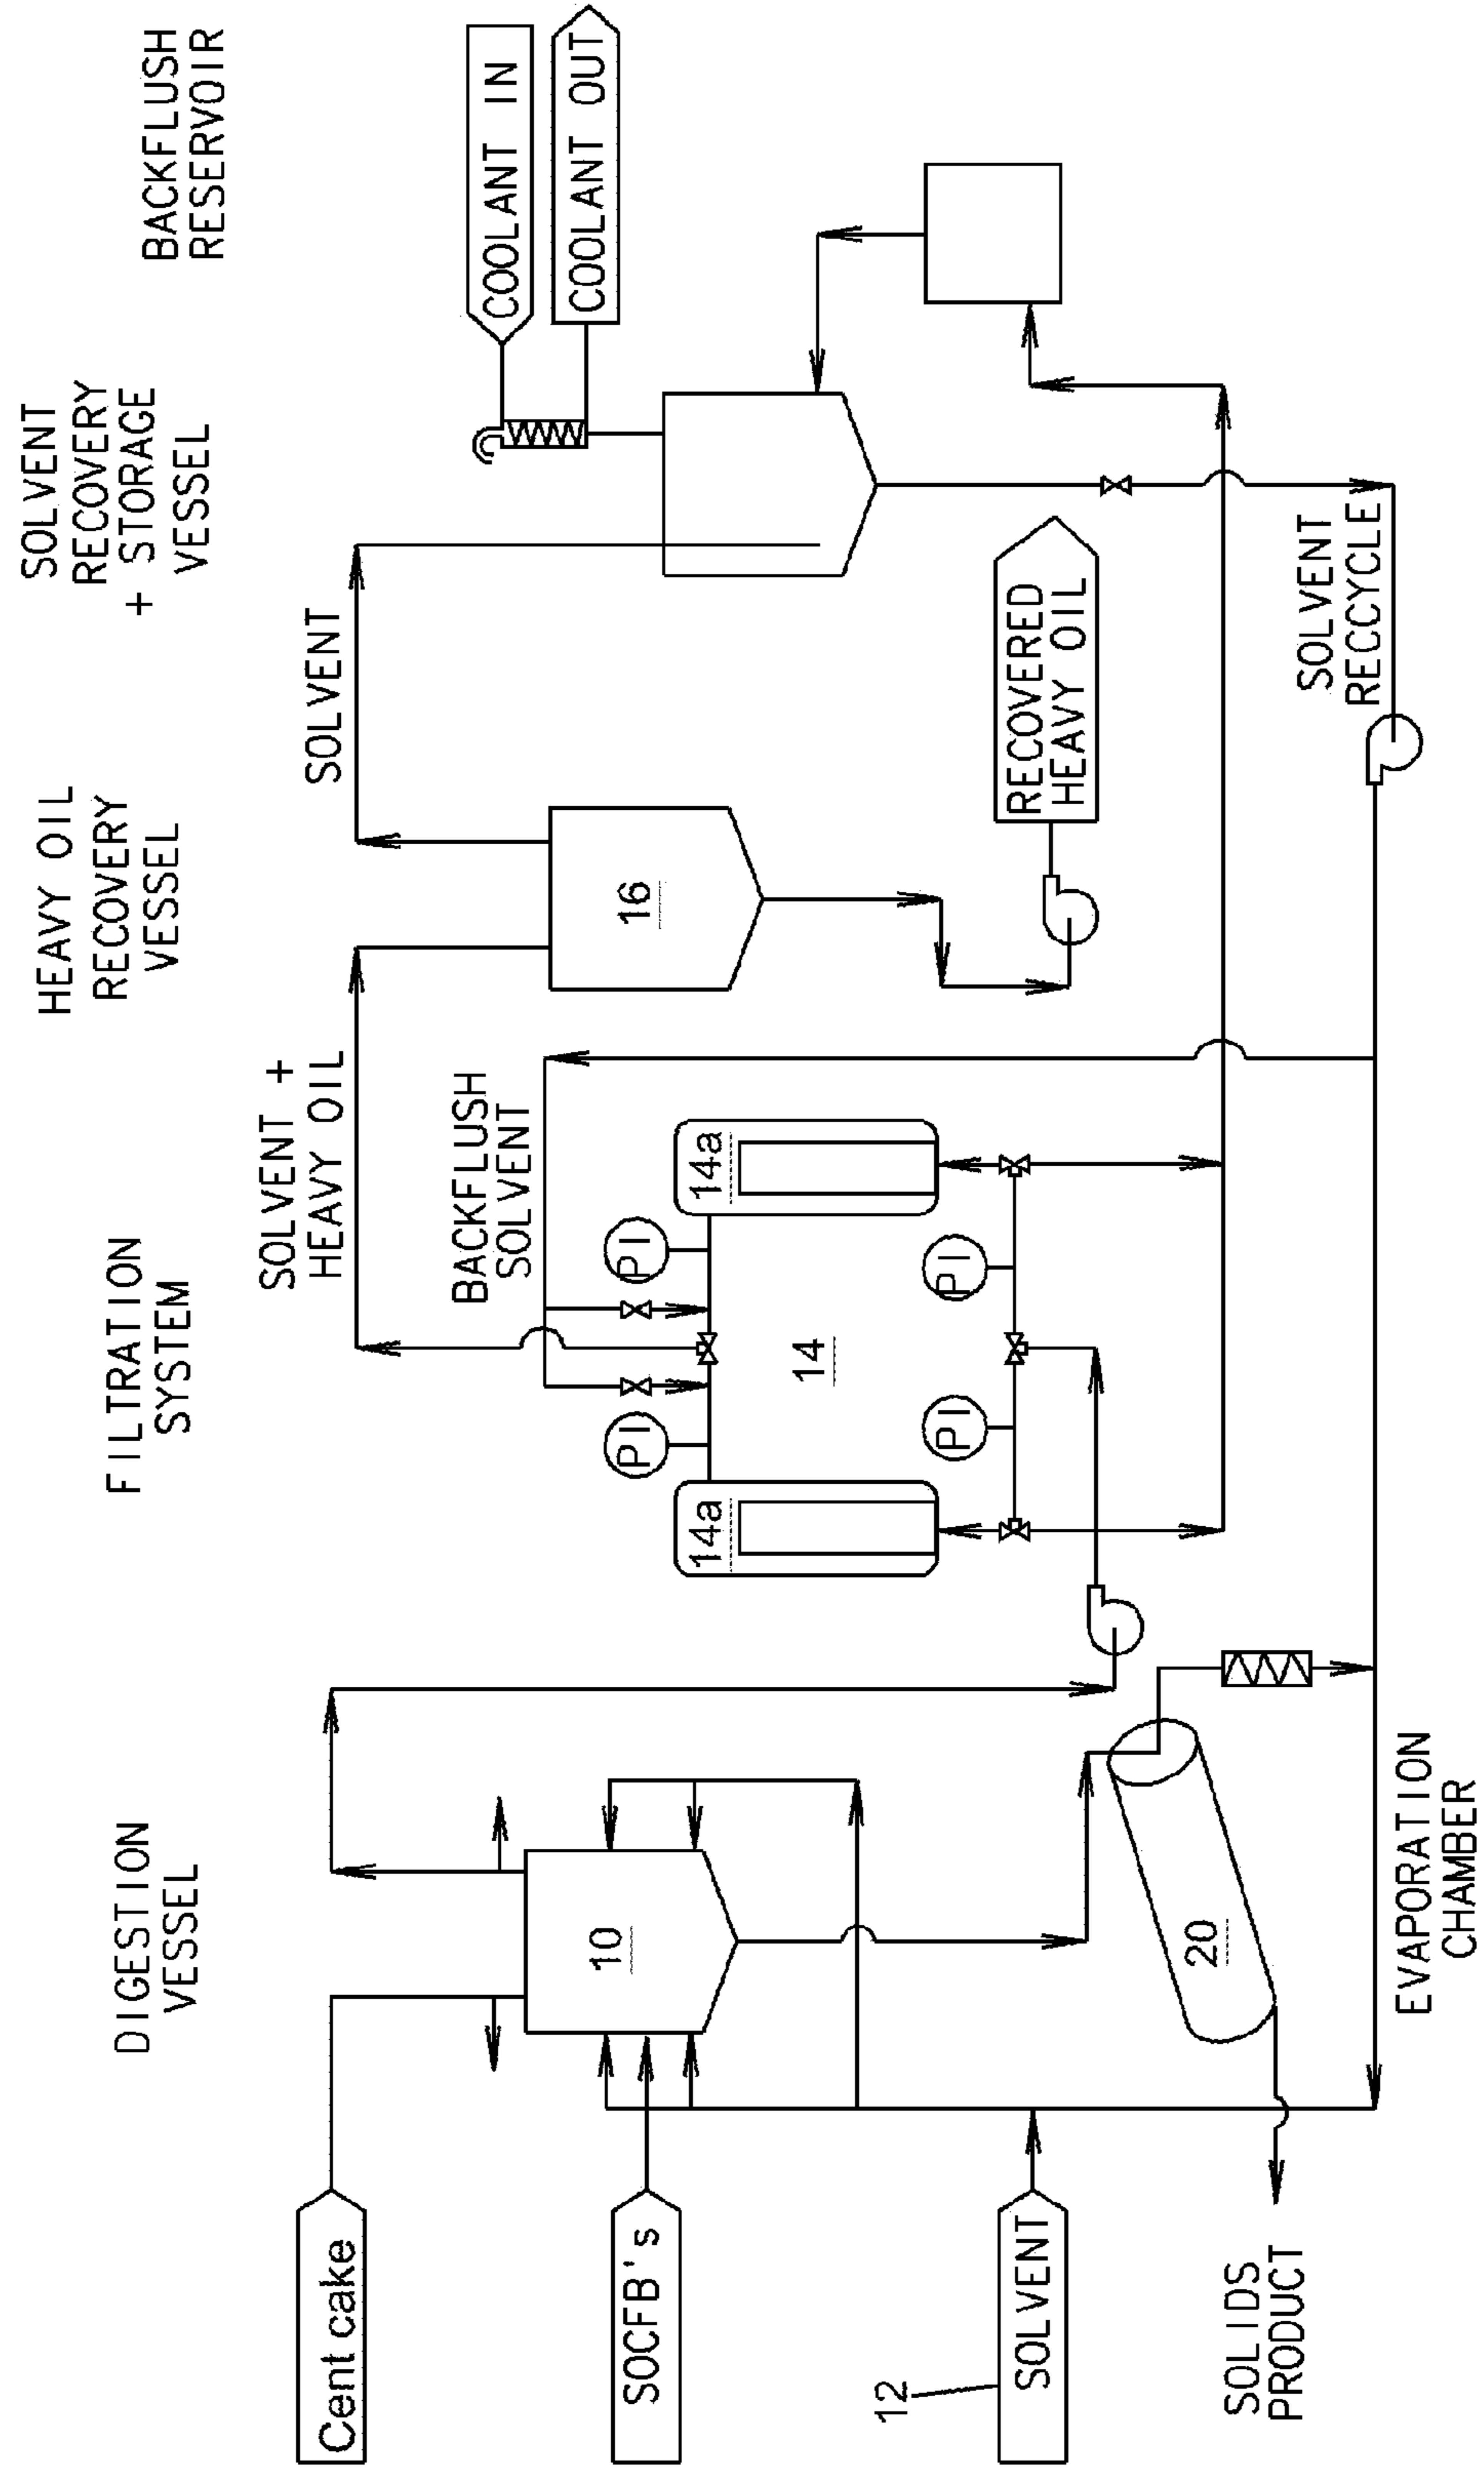 DIGESTION
VESSEL
FILTRATION
SYSTEM
HEAVY OIL
RECOVERY
VESSEL
SOLVENT
RECOVERY
+ STORAGE
VESSEL
BACKFLUSH
RESERVOIR
Cent cake
SOLVENT +
HEAVY OIL
SOLVENT
BACKFLUSH
SOLVENT
COOLANT IN
COOLANT OUT
SOCFB's
10
14a
PI
PI
14a
16
14
PI
PI
12
SOLVENT
20
RECOVERED
HEAVY OIL
SOLIDS
PRODUCT
SOLVENT
RECCYCLE
EVAPORATION
CHAMBER